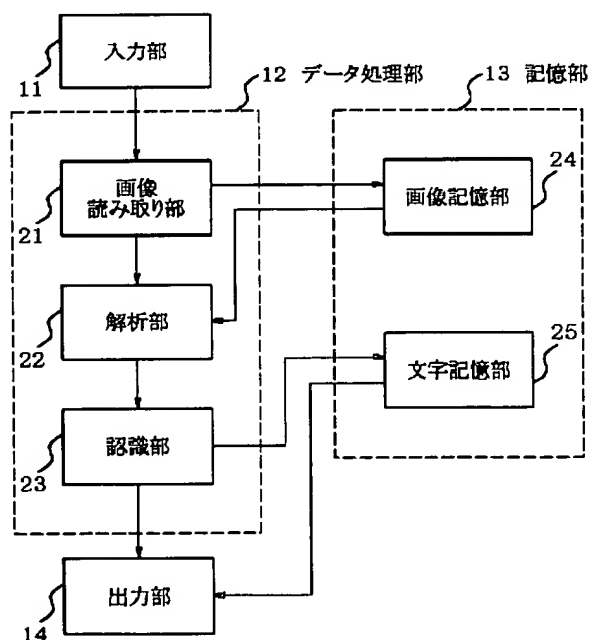 入力部
11
12 データ処理部
13 記憶部
画像
読み取り部
21
画像記憶部
24
解析部
22
文字記憶部
25
認識部
23
出力部
14